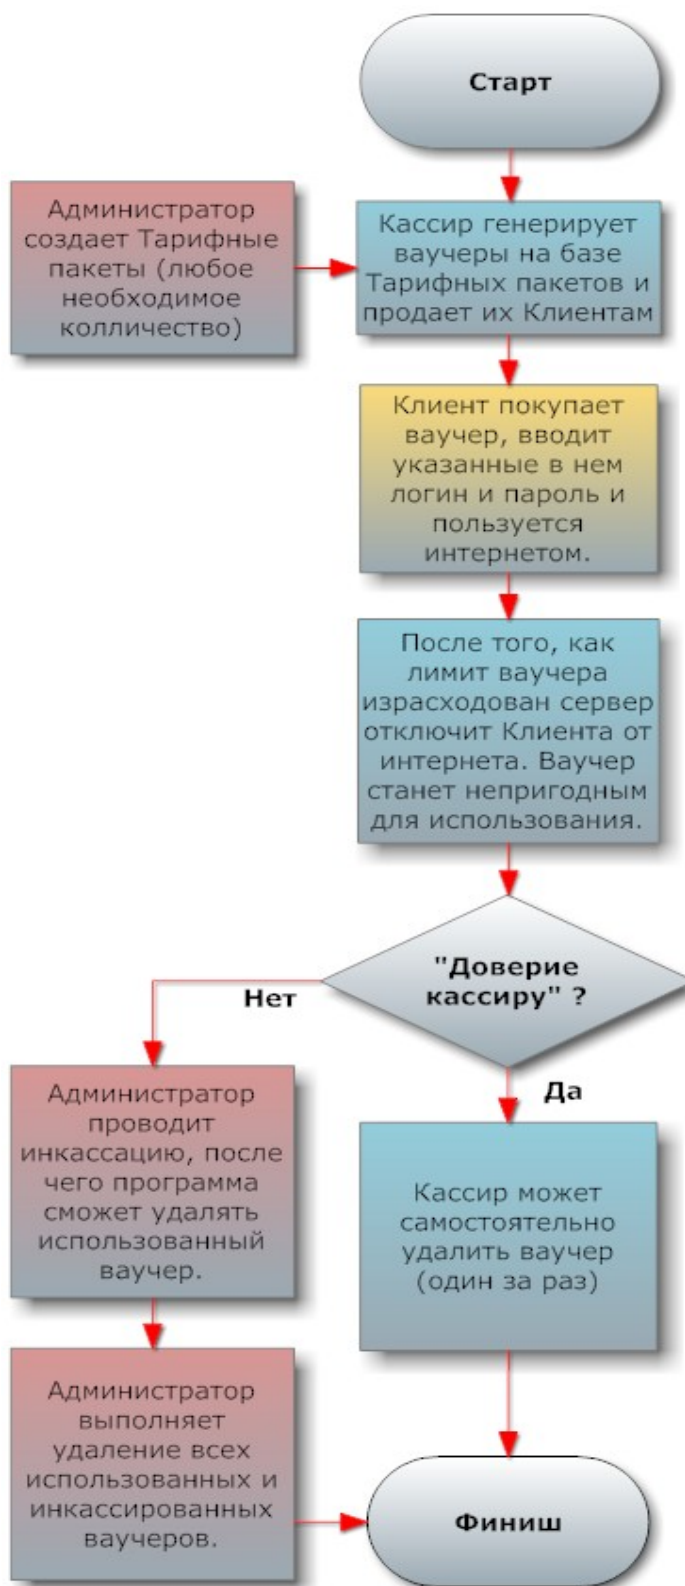 Старт
Администратор
создает Тарифные
пакеты (любое
необходимое
колличество)
Кассир генерирует
ваучеры на базе
Тарифных пакетов и
продает их Клиентам
Клиент покупает
ваучер, вводит
указанные в нем
логин и пароль и
пользуется
интернетом.
После того, как
лимит ваучера
израсходован сервер
отключит Клиента от
интернета. Ваучер
станет непригодным
для использования.
"Доверие
кассиру" ?
Нет
Да
Администратор
проводит
инкассацию, после
чего программа
сможет удалять
использованный
ваучер.
Кассир может
самостоятельно
удалить ваучер
(один за раз)
Администратор
выполняет
удаление всех
использованных и
инкассированных
ваучеров.
Финиш